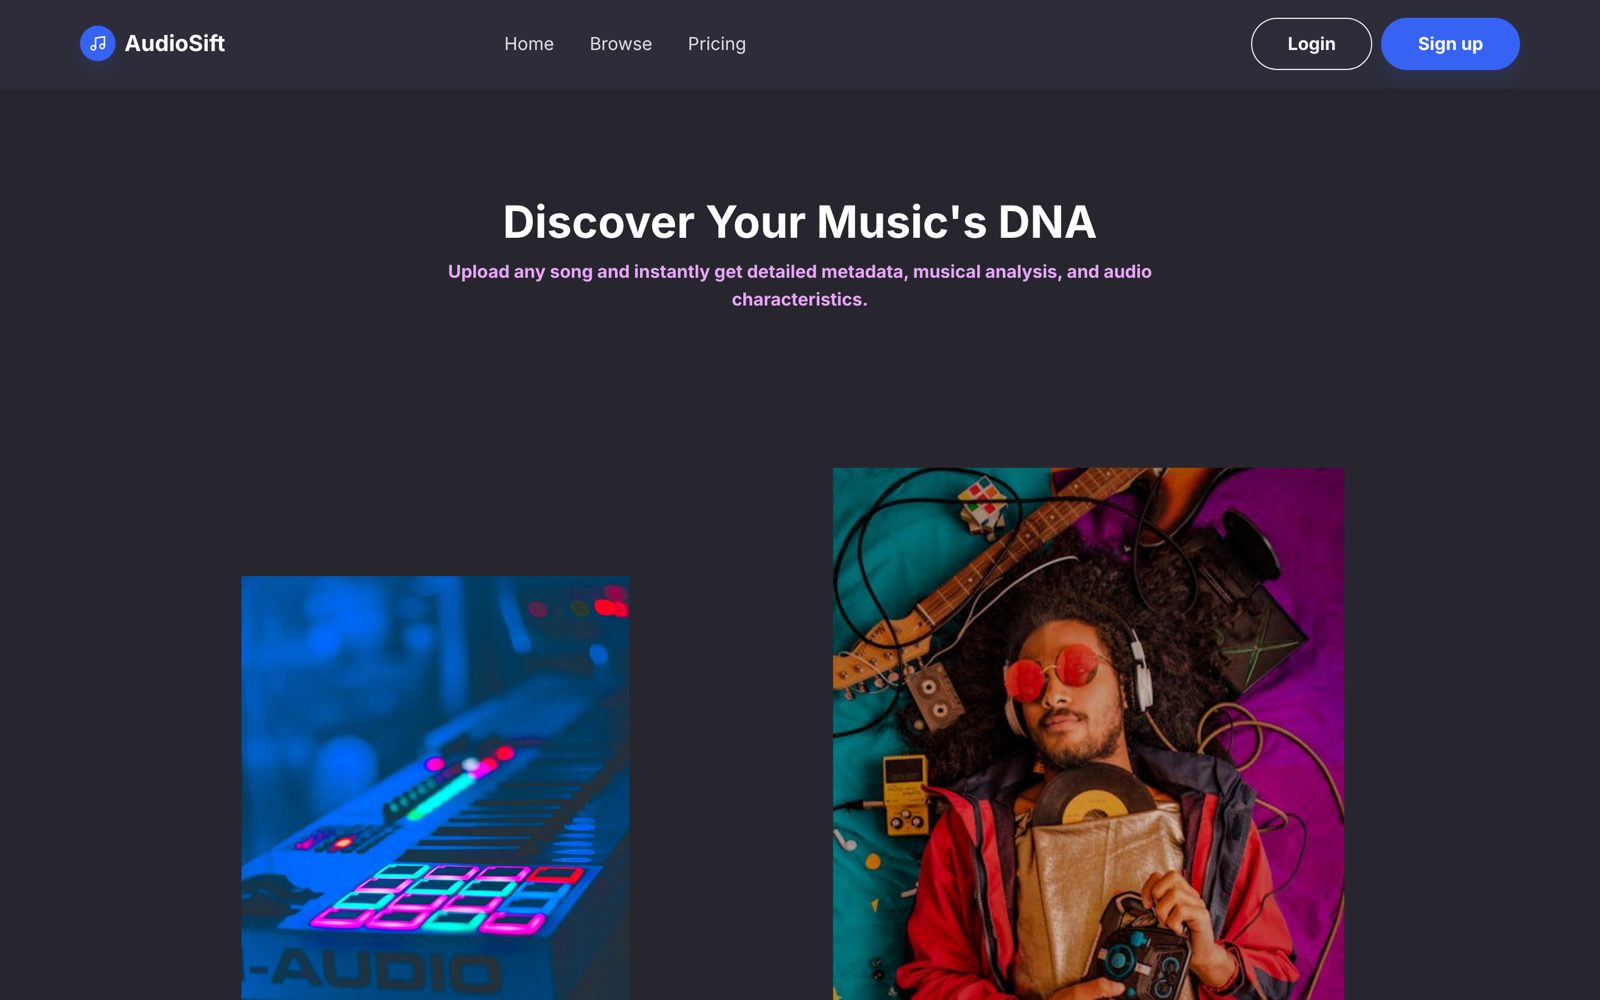 AudioSift
Home
Browse
Pricing
Login
Sign up
Discover Your Music's DNA
Upload any song and instantly get detailed metadata, musical analysis, and audio
characteristics.
-AUDIO